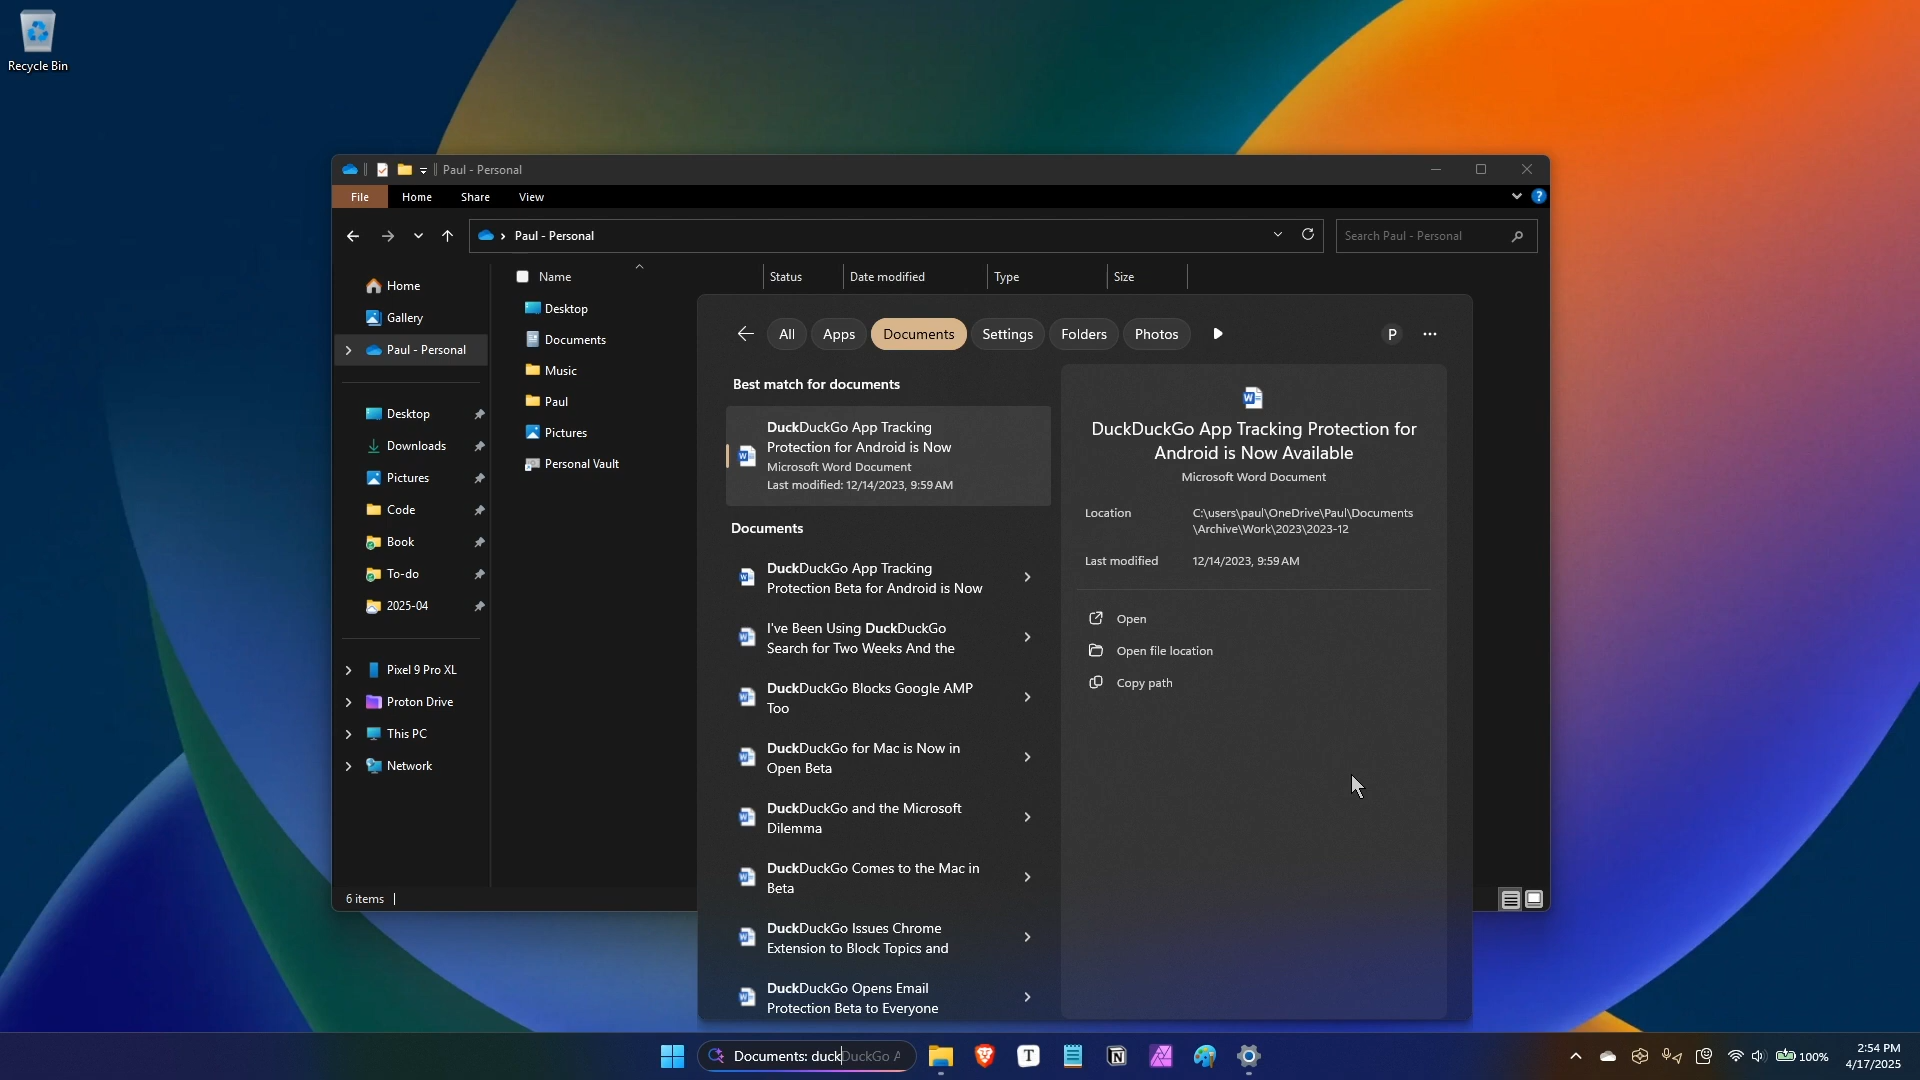 Recycle Bin
Paul - Personal
File Home Share View
Paul - Personal
Search Paul - Personal
Name Status Date modified Type Size
Home
Gallery
Paul - Personal
Desktop
Downloads
Pictures
Code
Book
To-do
2025-04
Pixel 9 Pro XL
Proton Drive
This PC
Network
Desktop
Documents
Music
Paul
Pictures
Personal Vault
6 items
All Apps Documents Settings Folders Photos P
Best match for documents
DuckDuckGo App Tracking
Protection for Android is Now
Microsoft Word Document
Last modified: 12/14/2023, 9:59 AM
Documents
DuckDuckGo App Tracking
Protection Beta for Android is Now
I've Been Using DuckDuckGo
Search for Two Weeks And the
DuckDuckGo Blocks Google AMP
Too
DuckDuckGo for Mac is Now in
Open Beta
DuckDuckGo and the Microsoft
Dilemma
DuckDuckGo Comes to the Mac in
Beta
DuckDuckGo Issues Chrome
Extension to Block Topics and
DuckDuckGo Opens Email
Protection Beta to Everyone
DuckDuckGo App Tracking Protection for
Android is Now Available
Microsoft Word Document
Location C:\users\paul\OneDrive\Paul\Documents
\Archive\Work\2023\2023-12
Last modified 12/14/2023, 9:59 AM
Open
Open file location
Copy path
Documents: duckDuckGo A
100%
2:54 PM
4/17/2025